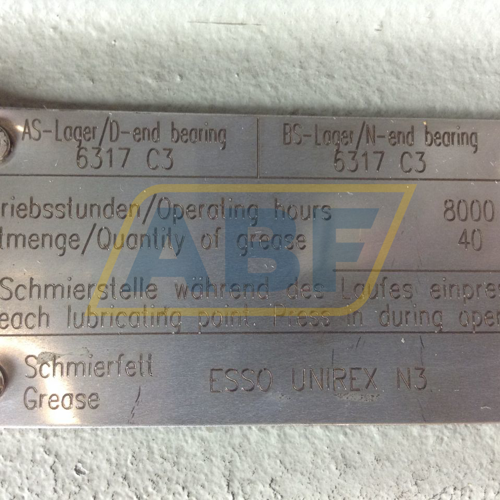 AS-Lager/D-end bearing BS-Lager/N-end bearing
6317 C3 6317 C3
riebsstunden/Operating hours 8000
tmenge/Quantity of grease 40
Schmierstelle während des Laufes einpre
each lubricating point. Press in during oper
Schmierfett ESSO UNIREX N3
Grease
ABF